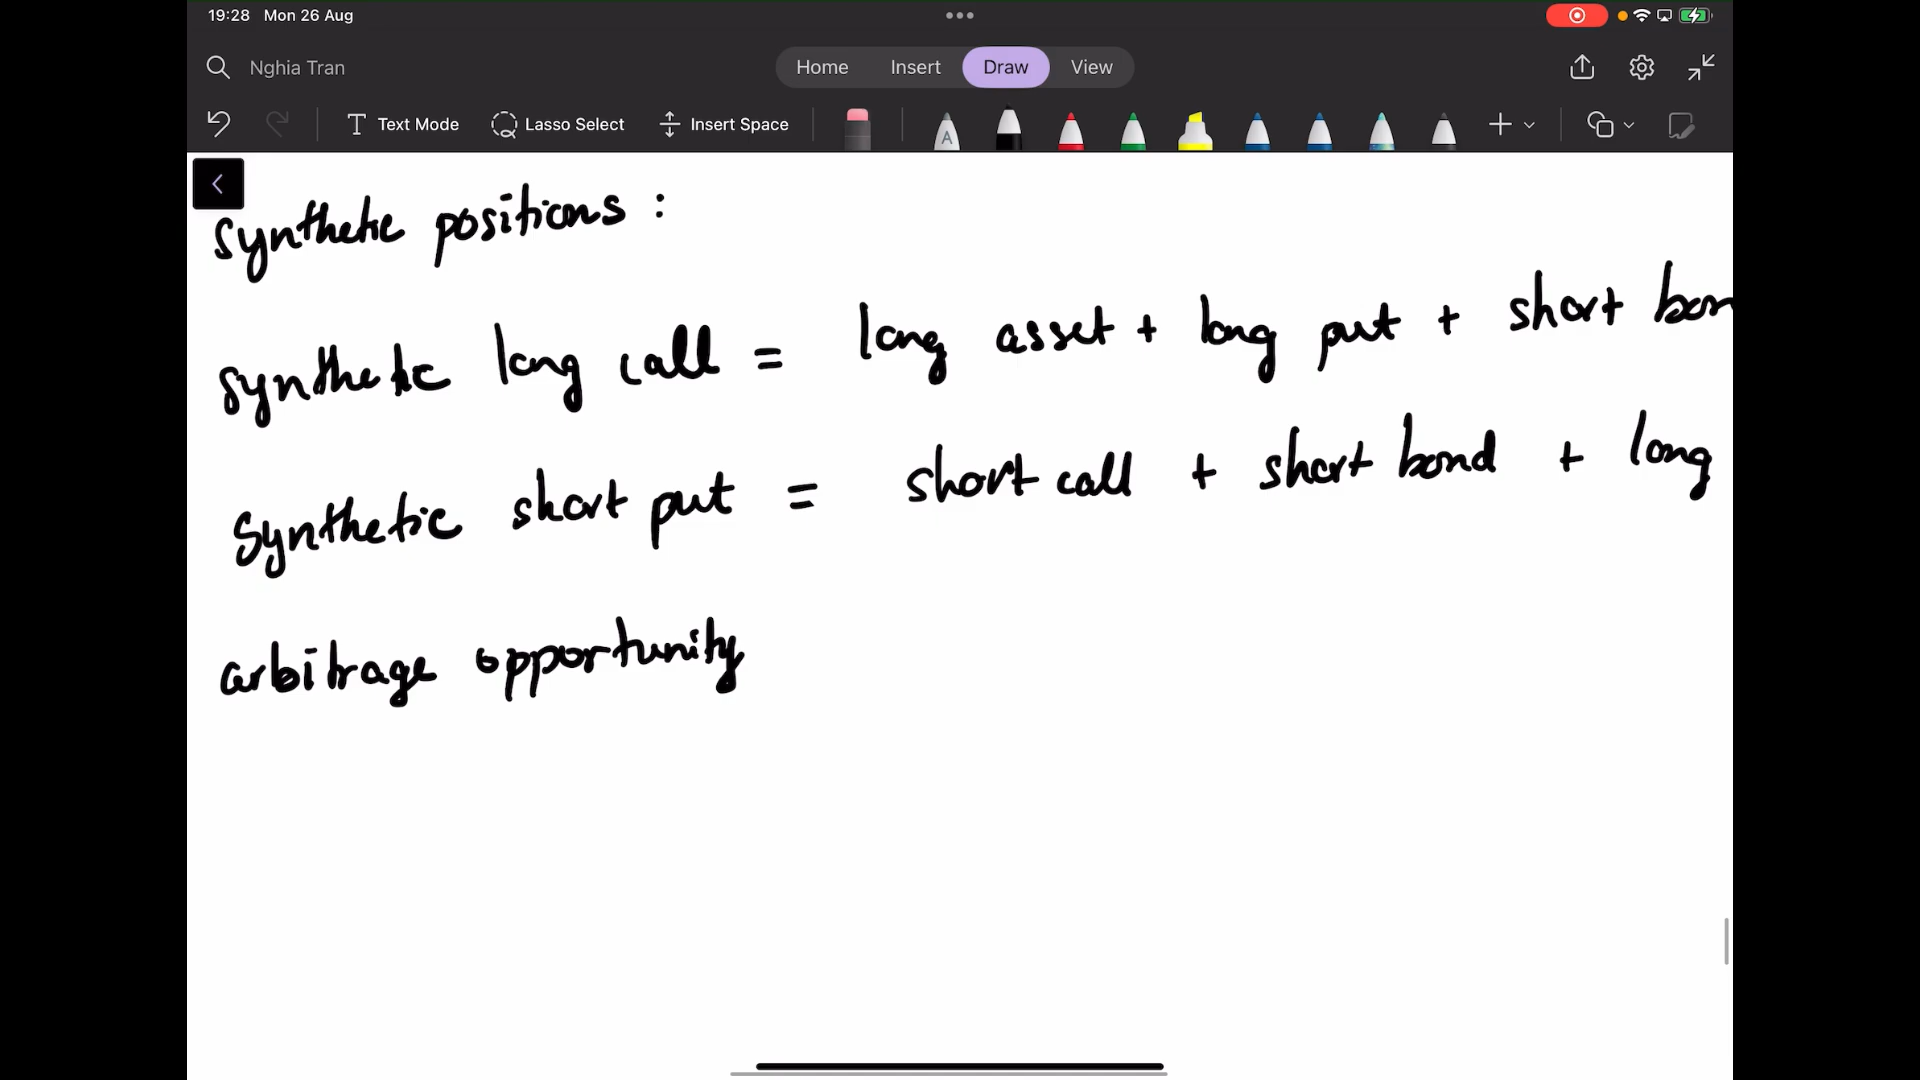 19:28 Mon 26 Aug
Nghia Tran Home Insert Draw View
Text Mode Lasso Select Insert Space A
synthetic positions :
synthetic long call = long asset + long put + short bon
synthetic short put = short call + short bond + long
arbitrage opportunity